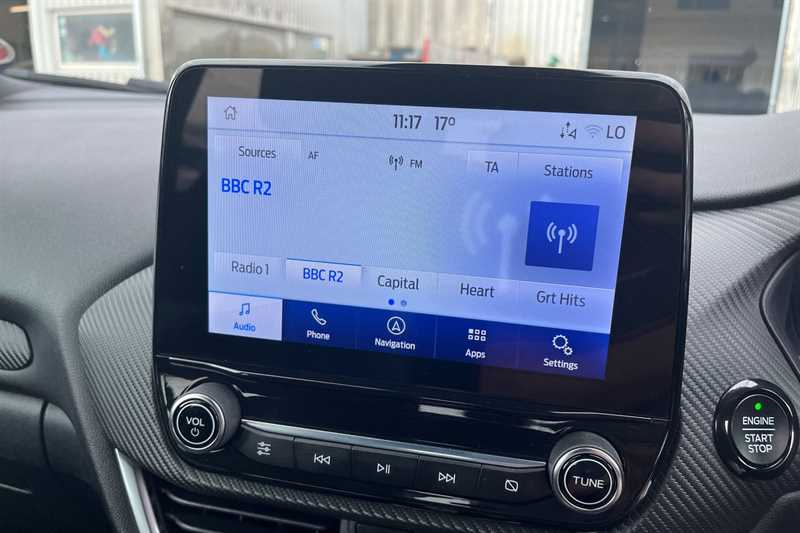 11:17 17° LO
Sources AF FM TA Stations
BBC R2
Radio 1 BBC R2 Capital Heart Grt Hits
Audio Phone Navigation Apps Settings
VOL
TUNE
ENGINE
START
STOP